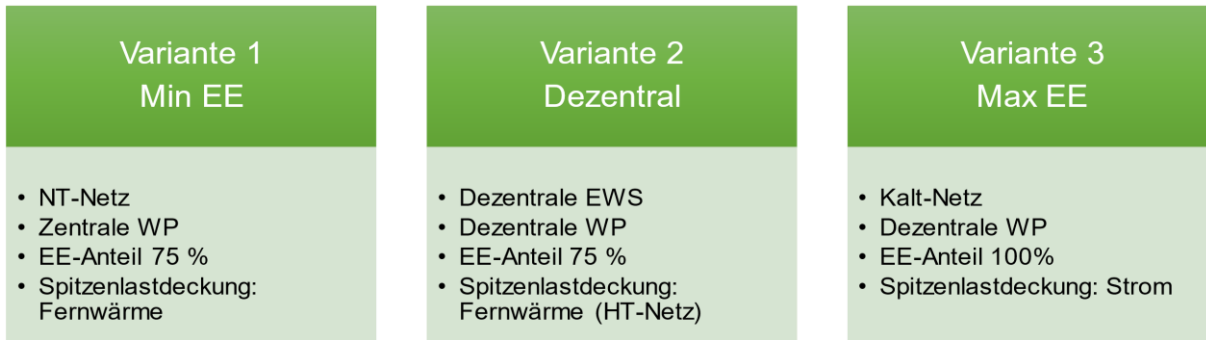 Variante 1
Min EE
• NT-Netz
• Zentrale WP
• EE-Anteil 75 %
• Spitzenlastdeckung:
Fernwärme
Variante 2
Dezentral
• Dezentrale EWS
• Dezentrale WP
• EE-Anteil 75 %
• Spitzenlastdeckung:
Fernwärme (HT-Netz)
Variante 3
Max EE
• Kalt-Netz
• Dezentrale WP
• EE-Anteil 100%
• Spitzenlastdeckung: Strom